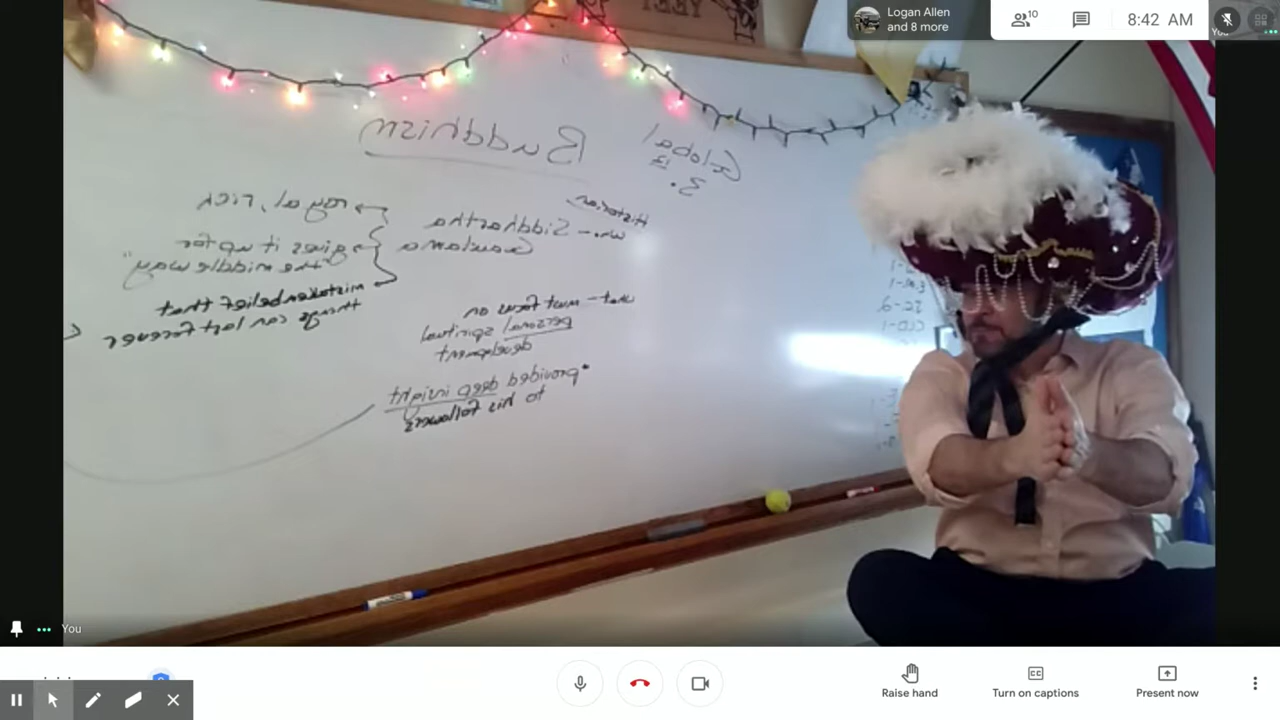 Logan Allen
and 8 more
10
8:42 AM
You
YETI
Global
3.
Buddhism
Historian
who - Siddhartha
Gautama
→ royal, rich
→ gives it up for
"the middle way"
→ mistaken belief that
things can last forever
what - must focus on
personal spiritual
development
• provided deep insight
to his followers
You
Raise hand
Turn on captions
Present now